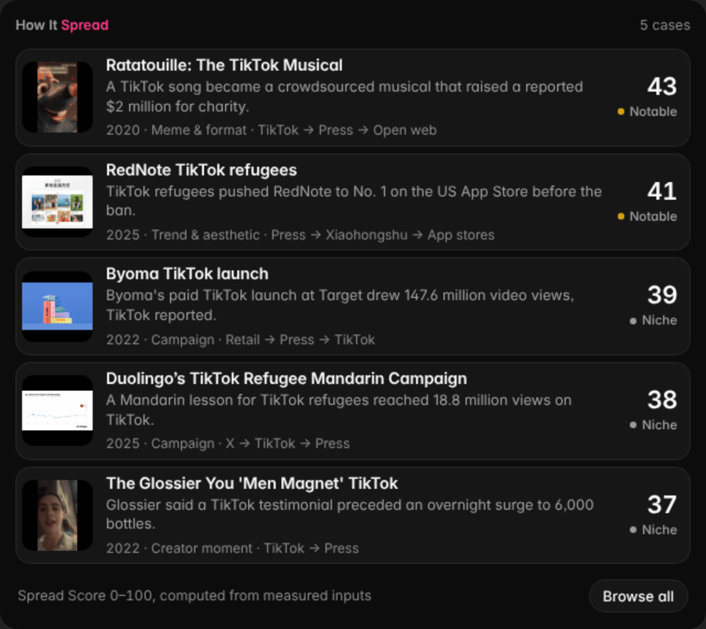 How It Spread
5 cases
Ratatouille: The TikTok Musical
A TikTok song became a crowdsourced musical that raised a reported
$2 million for charity.
2020 · Meme & format · TikTok → Press → Open web
43
Notable
RedNote TikTok refugees
TikTok refugees pushed RedNote to No. 1 on the US App Store before the
ban.
2025 · Trend & aesthetic · Press → Xiaohongshu → App stores
41
Notable
Byoma TikTok launch
Byoma's paid TikTok launch at Target drew 147.6 million video views,
TikTok reported.
2022 · Campaign · Retail → Press → TikTok
39
Niche
Duolingo’s TikTok Refugee Mandarin Campaign
A Mandarin lesson for TikTok refugees reached 18.8 million views on
TikTok.
2025 · Campaign · X → TikTok → Press
38
Niche
The Glossier You 'Men Magnet' TikTok
Glossier said a TikTok testimonial preceded an overnight surge to 6,000
bottles.
2022 · Creator moment · TikTok → Press
37
Niche
Spread Score 0–100, computed from measured inputs
Browse all